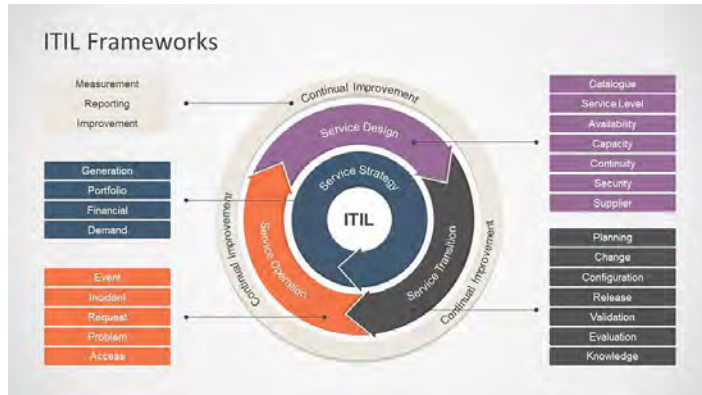 ITIL Frameworks
Measurement
Reporting
Improvement
Generation
Portfolio
Financial
Demand
Event
Incident
Request
Problem
Access
Continual Improvement
Service Design
Service Strategy
ITIL
Service Operation
Service Transition
Continual Improvement
Continual Improvement
Catalogue
Service Level
Availability
Capacity
Continuity
Security
Supplier
Planning
Change
Configuration
Release
Validation
Evaluation
Knowledge